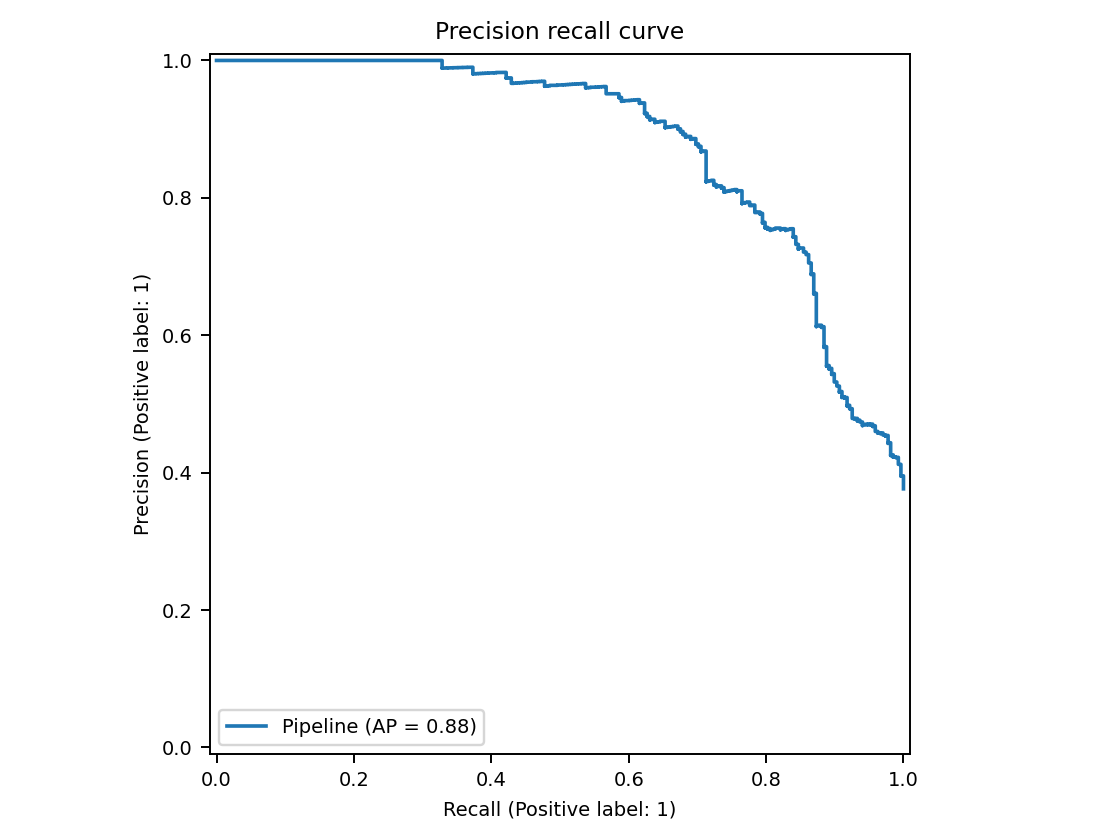 Precision recall curve
1.0
0.8
0.6
0.4
0.2
0.0
Precision (Positive label: 1)
Pipeline (AP = 0.88)
0.0 0.2 0.4 0.6 0.8 1.0
Recall (Positive label: 1)